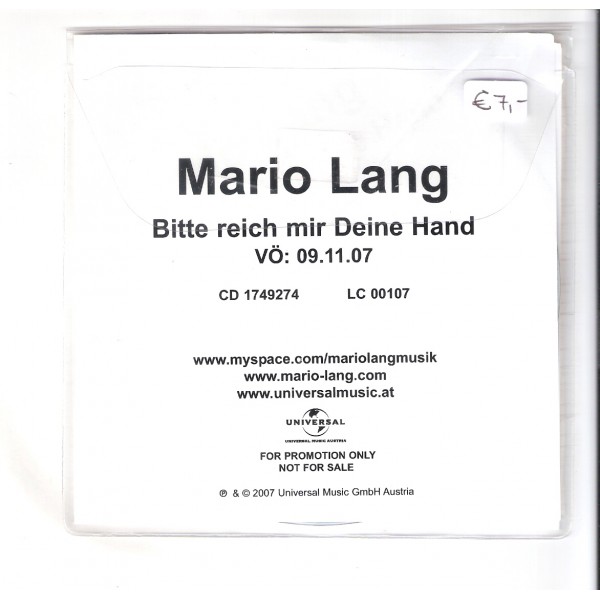 €7,-
Mario Lang
Bitte reich mir Deine Hand
VÖ: 09.11.07
CD 1749274 LC 00107
www.myspace.com/mariolangmusik
www.mario-lang.com
www.universalmusic.at
UNIVERSAL
UNIVERSAL MUSIC AUSTRIA
FOR PROMOTION ONLY
NOT FOR SALE
℗ & © 2007 Universal Music GmbH Austria